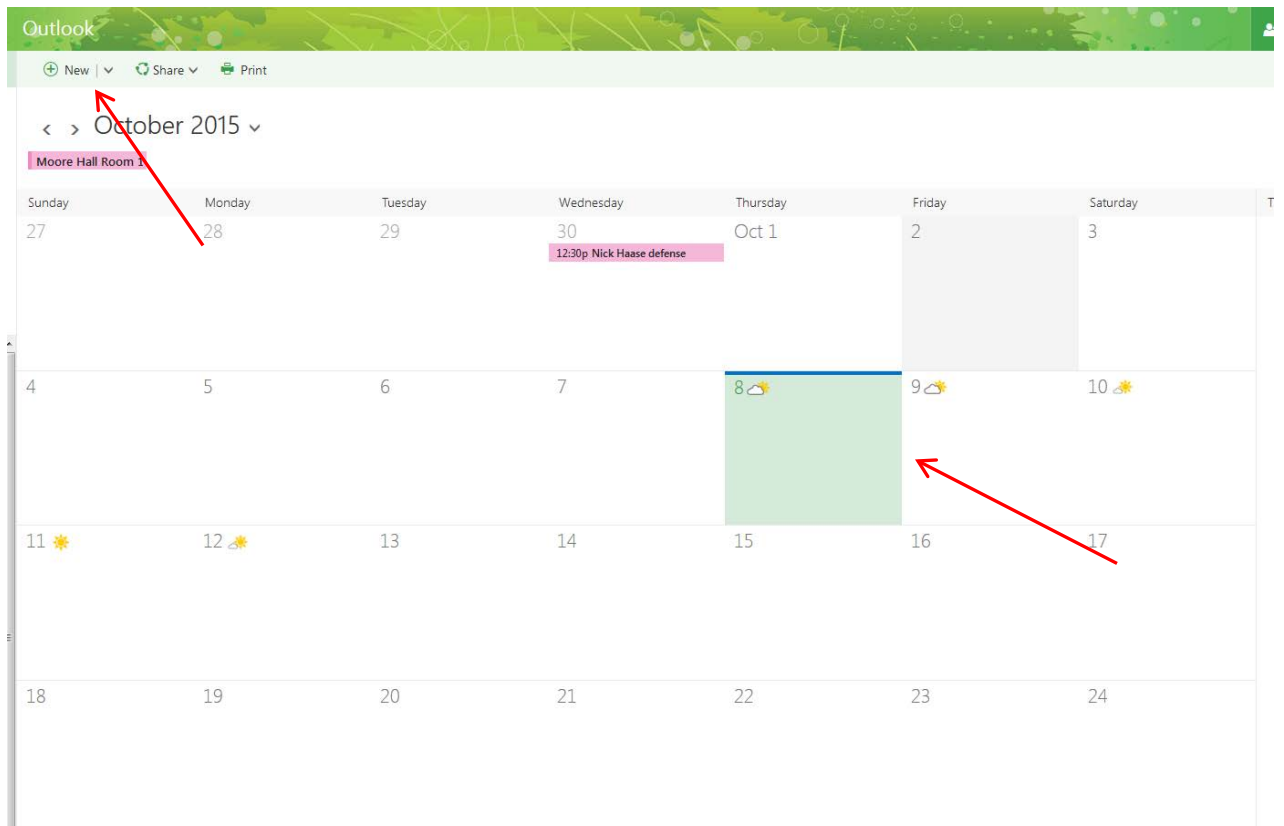 Outlook
New Share Print
October 2015
Moore Hall Room 1
Sunday Monday Tuesday Wednesday Thursday Friday Saturday T
27 28 29 30 Oct 1 2 3
12:30p Nick Haase defense
4 5 6 7 8 9 10
11 12 13 14 15 16 17
18 19 20 21 22 23 24